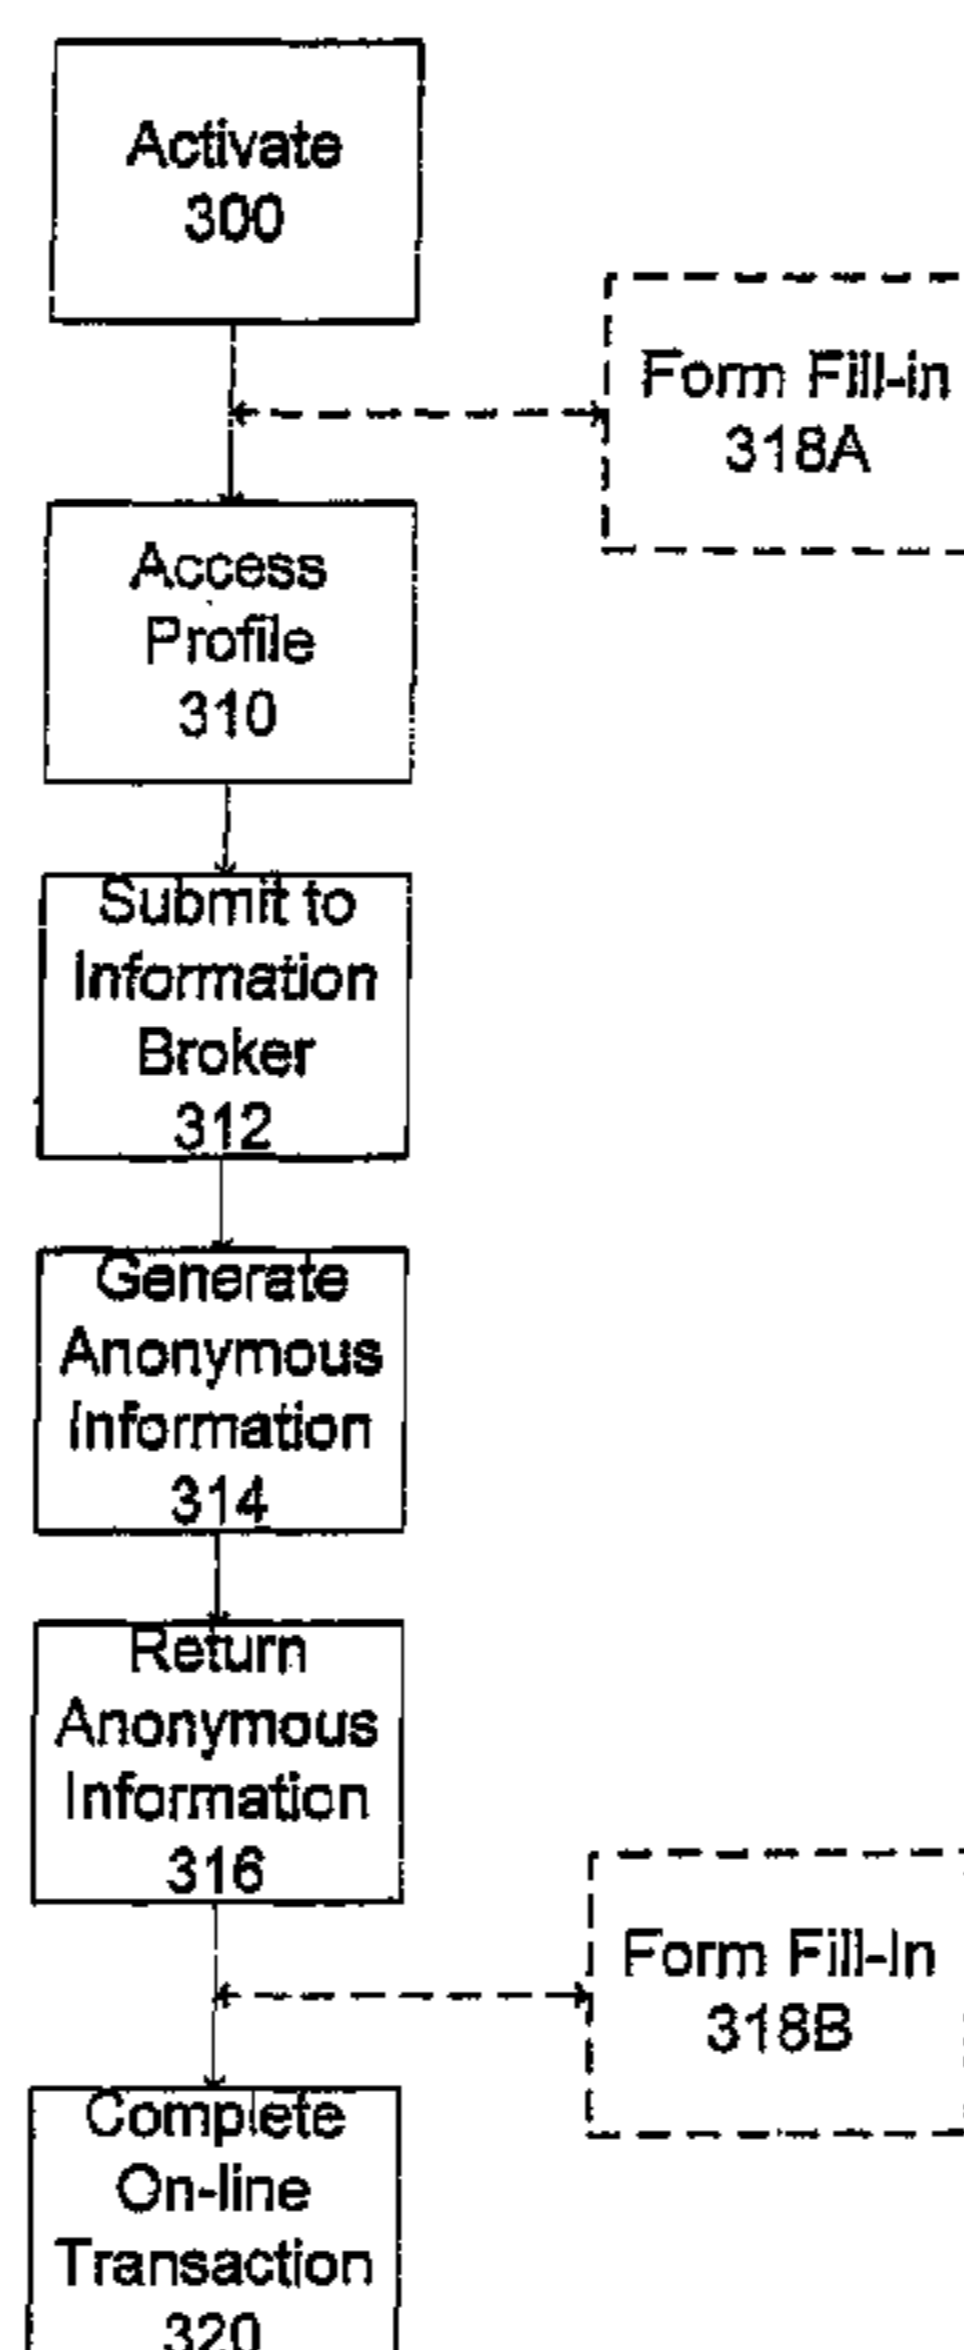 Activate
300
Form Fill-in
318A
Access
Profile
310
Submit to
Information
Broker
312
Generate
Anonymous
Information
314
Return
Anonymous
Information
316
Form Fill-In
318B
Complete
On-line
Transaction
320